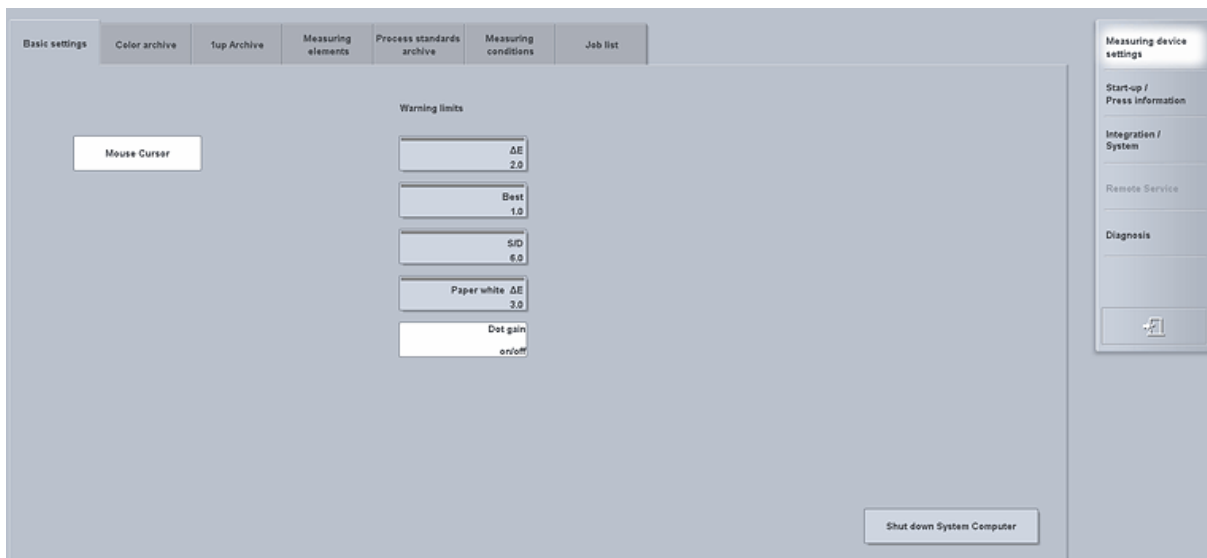 Basic settings
Color archive
1up Archive
Measuring
elements
Process standards
archive
Measuring
conditions
Job list
Mouse Cursor
Warning limits
ΔE
2.0
Best
1.0
S/D
6.0
Paper white ΔE
3.0
Dot gain
on/off
Shut down System Computer
Measuring device
settings
Start-up /
Press information
Integration /
System
Remote Service
Diagnosis